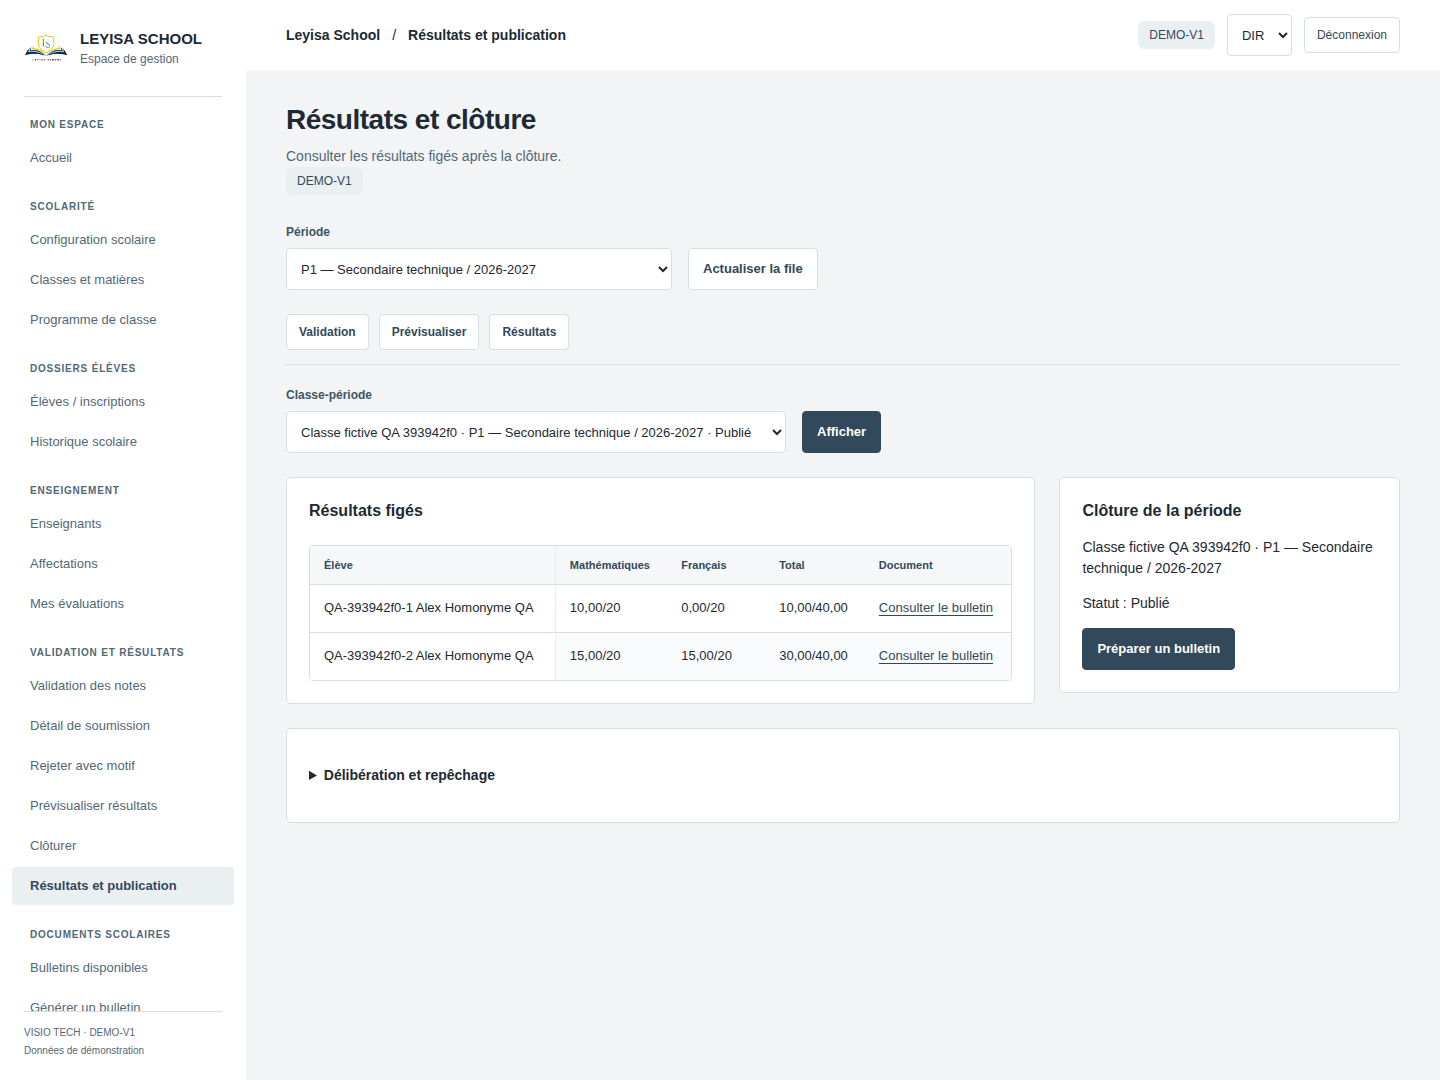 LEYISA SCHOOL
Espace de gestion
Leyisa School / Résultats et publication
DEMO-V1
DIR
Déconnexion
MON ESPACE
Accueil
SCOLARITÉ
Configuration scolaire
Classes et matières
Programme de classe
DOSSIERS ÉLÈVES
Élèves / inscriptions
Historique scolaire
ENSEIGNEMENT
Enseignants
Affectations
Mes évaluations
VALIDATION ET RÉSULTATS
Validation des notes
Détail de soumission
Rejeter avec motif
Prévisualiser résultats
Clôturer
Résultats et publication
DOCUMENTS SCOLAIRES
Bulletins disponibles
Générer un bulletin
VISIO TECH · DEMO-V1
Données de démonstration
Résultats et clôture
Consulter les résultats figés après la clôture.
DEMO-V1
Période
P1 — Secondaire technique / 2026-2027
Actualiser la file
Validation
Prévisualiser
Résultats
Classe-période
Classe fictive QA 393942f0 · P1 — Secondaire technique / 2026-2027 · Publié
Afficher
Résultats figés
Élève Mathématiques Français Total Document
QA-393942f0-1 Alex Homonyme QA 10,00/20 0,00/20 10,00/40,00 Consulter le bulletin
QA-393942f0-2 Alex Homonyme QA 15,00/20 15,00/20 30,00/40,00 Consulter le bulletin
Clôture de la période
Classe fictive QA 393942f0 · P1 — Secondaire
technique / 2026-2027
Statut : Publié
Préparer un bulletin
Délibération et repêchage